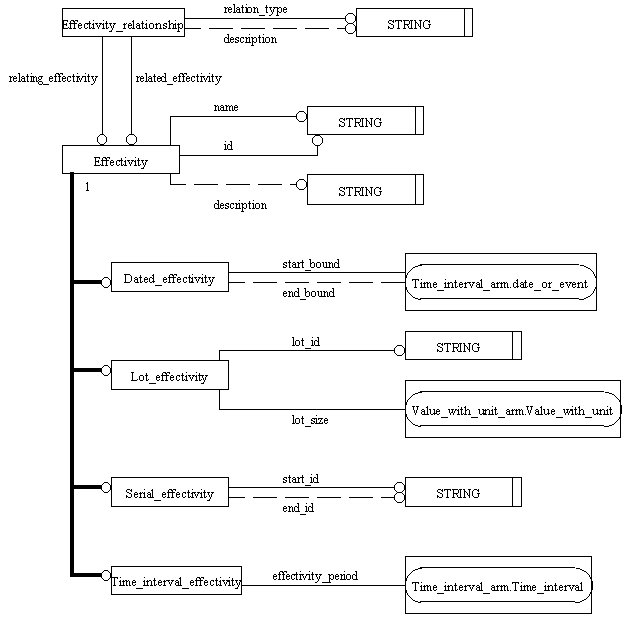 relation_type
Effectivity_relationship
STRING
description
relating_effectivity
related_effectivity
name
STRING
id
Effectivity
1
STRING
description
start_bound
Dated_effectivity
Time_interval_arm.date_or_event
end_bound
lot_id
STRING
Lot_effectivity
Value_with_unit_arm.Value_with_unit
lot_size
start_id
Serial_effectivity
STRING
end_id
effectivity_period
Time_interval_effectivity
Time_interval_arm.Time_interval